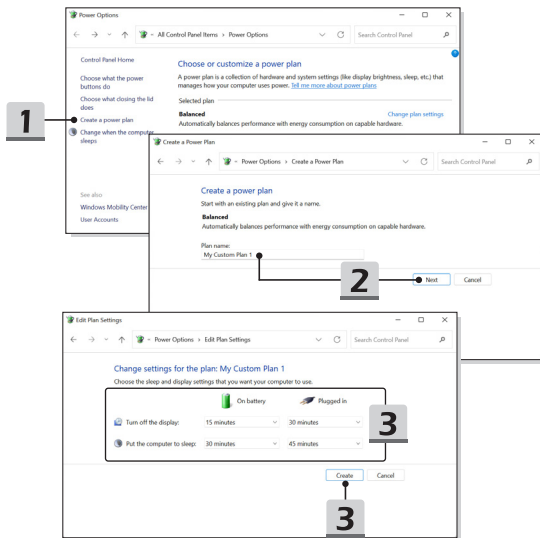 Power Options
All Control Panel Items > Power Options
Search Control Panel
Control Panel Home
Choose what the power
buttons do
Choose what closing the lid
does
Create a power plan
Change when the computer
sleeps
See also
Windows Mobility Center
User Accounts
Choose or customize a power plan
A power plan is a collection of hardware and system settings (like display brightness, sleep, etc.) that
manages how your computer uses power. Tell me more about power plans
Selected plan
Balanced
Change plan settings
Automatically balances performance with energy consumption on capable hardware.
1
Create a Power Plan
Power Options > Create a Power Plan
Search Control Panel
Create a power plan
Start with an existing plan and give it a name.
Balanced
Automatically balances performance with energy consumption on capable hardware.
Plan name:
My Custom Plan 1
2
Next Cancel
Edit Plan Settings
Power Options > Edit Plan Settings
Search Control Panel
Change settings for the plan: My Custom Plan 1
Choose the sleep and display settings that you want your computer to use.
On battery Plugged in
Turn off the display: 15 minutes 30 minutes
Put the computer to sleep: 30 minutes 45 minutes
3
Create Cancel
3